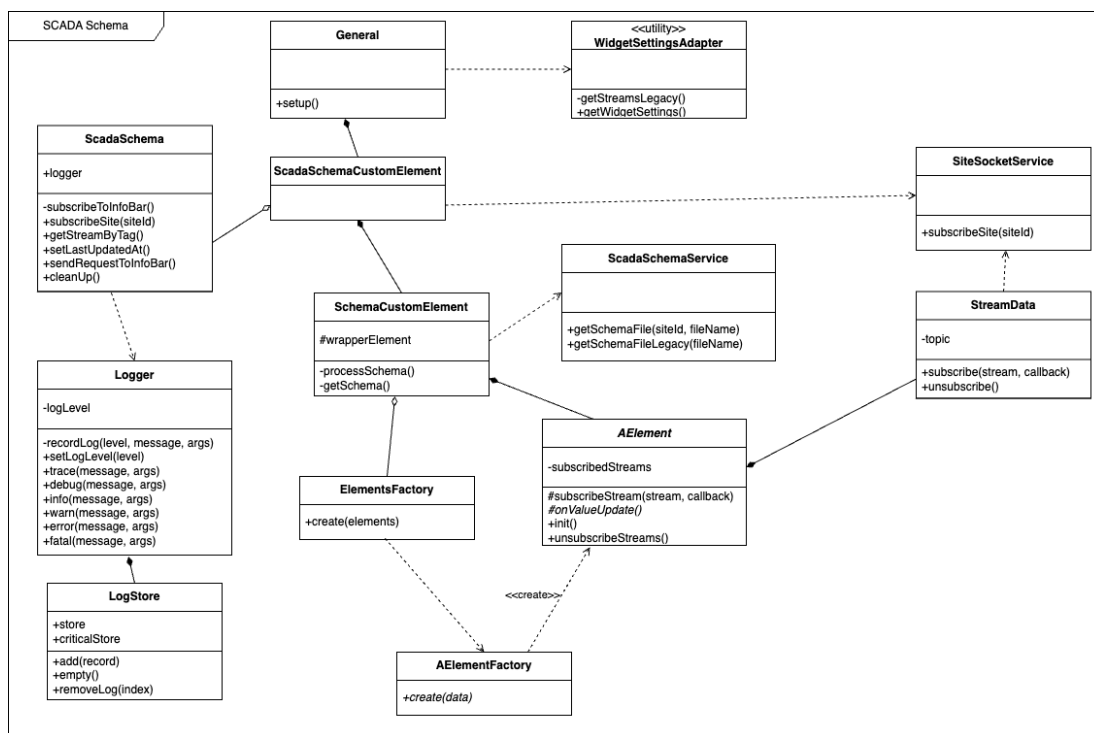 SCADA Schema
General
+setup()
<<utility>>
WidgetSettingsAdapter
-getStreamsLegacy()
+getWidgetSettings()
ScadaSchema
+logger
-subscribeToInfoBar()
+subscribeSite(siteId)
+getStreamByTag()
+setLastUpdatedAt()
+sendRequestToInfoBar()
+cleanUp()
ScadaSchemaCustomElement
SiteSocketService
+subscribeSite(siteId)
ScadaSchemaService
+getSchemaFile(siteId, fileName)
+getSchemaFileLegacy(fileName)
SchemaCustomElement
#wrapperElement
-processSchema()
-getSchema()
StreamData
-topic
+subscribe(stream, callback)
+unsubscribe()
Logger
-logLevel
-recordLog(level, message, args)
+setLogLevel(level)
+trace(message, args)
+debug(message, args)
+info(message, args)
+warn(message, args)
+error(message, args)
+fatal(message, args)
AElement
-subscribedStreams
#subscribeStream(stream, callback)
#onValueUpdate()
+init()
+unsubscribeStreams()
ElementsFactory
+create(elements)
<<create>>
LogStore
+store
+criticalStore
+add(record)
+empty()
+removeLog(index)
AElementFactory
+create(data)